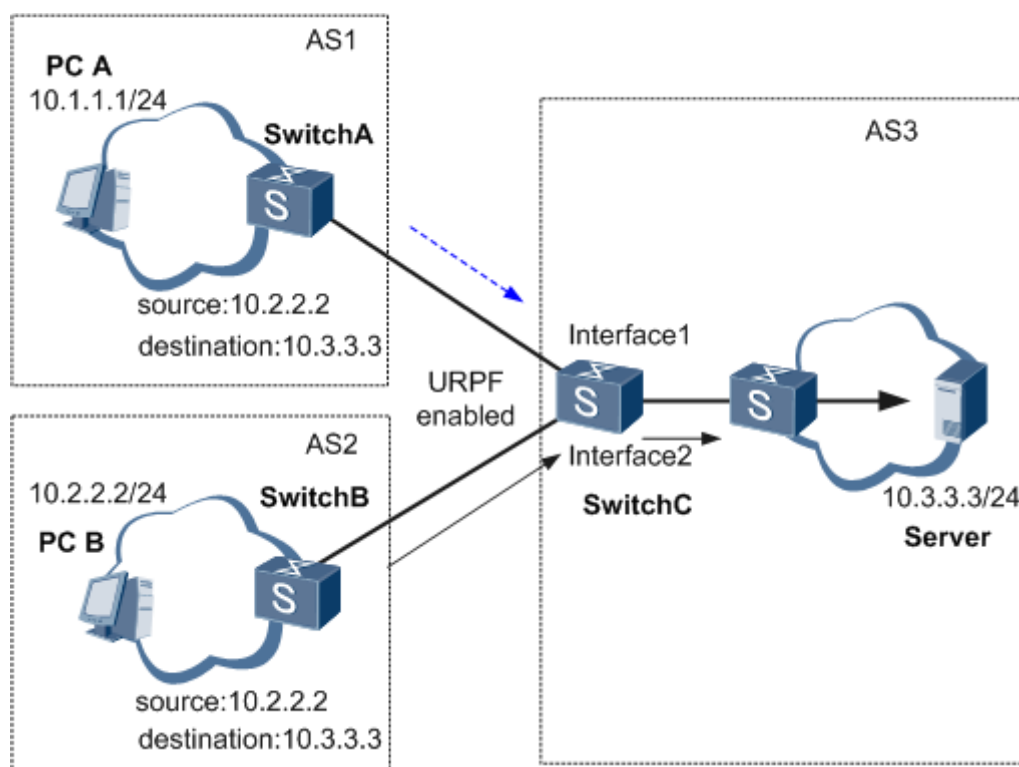 AS1
PC A
10.1.1.1/24
SwitchA
S
source:10.2.2.2
destination:10.3.3.3
AS2
10.2.2.2/24
SwitchB
PC B
S
source:10.2.2.2
destination:10.3.3.3
URPF
enabled
AS3
Interface1
S
S
Interface2
SwitchC
10.3.3.3/24
Server